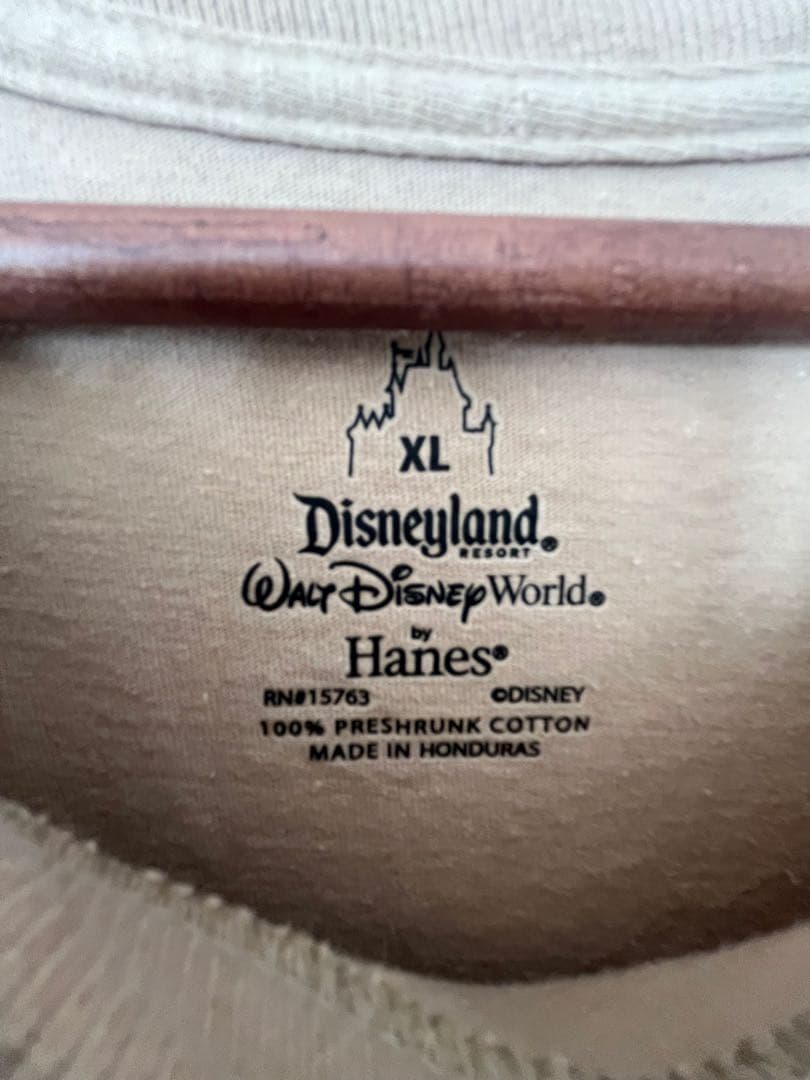 XL
Disneyland®
RESORT
WALT DISNEY World®
by
Hanes®
RN#15763 ©DISNEY
100% PRESHRUNK COTTON
MADE IN HONDURAS